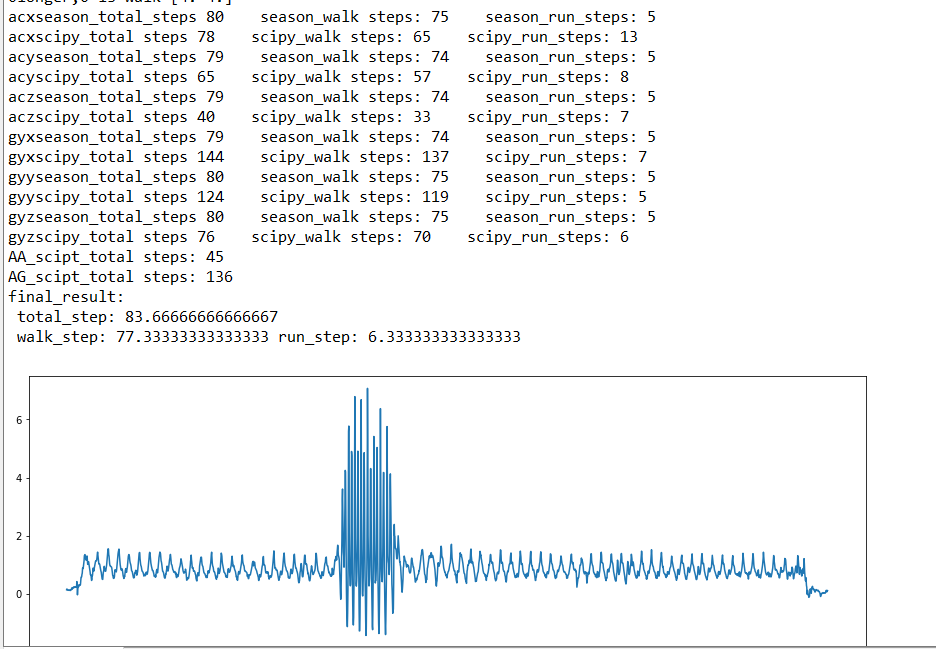 acxseason_total_steps 80    season_walk steps: 75    season_run_steps: 5
acxscipy_total steps 78    scipy_walk steps: 65    scipy_run_steps: 13
acyseason_total_steps 79    season_walk steps: 74    season_run_steps: 5
acyscipy_total steps 65    scipy_walk steps: 57    scipy_run_steps: 8
aczseason_total_steps 79    season_walk steps: 74    season_run_steps: 5
aczscipy_total steps 40    scipy_walk steps: 33    scipy_run_steps: 7
gyxseason_total_steps 79    season_walk steps: 74    season_run_steps: 5
gyxscipy_total steps 144    scipy_walk steps: 137    scipy_run_steps: 7
gyyseason_total_steps 80    season_walk steps: 75    season_run_steps: 5
gyyscipy_total steps 124    scipy_walk steps: 119    scipy_run_steps: 5
gyzseason_total_steps 80    season_walk steps: 75    season_run_steps: 5
gyzscipy_total steps 76    scipy_walk steps: 70    scipy_run_steps: 6
AA_scipt_total steps: 45
AG_scipt_total steps: 136
final_result:
total_step: 83.66666666666667
walk_step: 77.33333333333333 run_step: 6.333333333333333
6
4
2
0